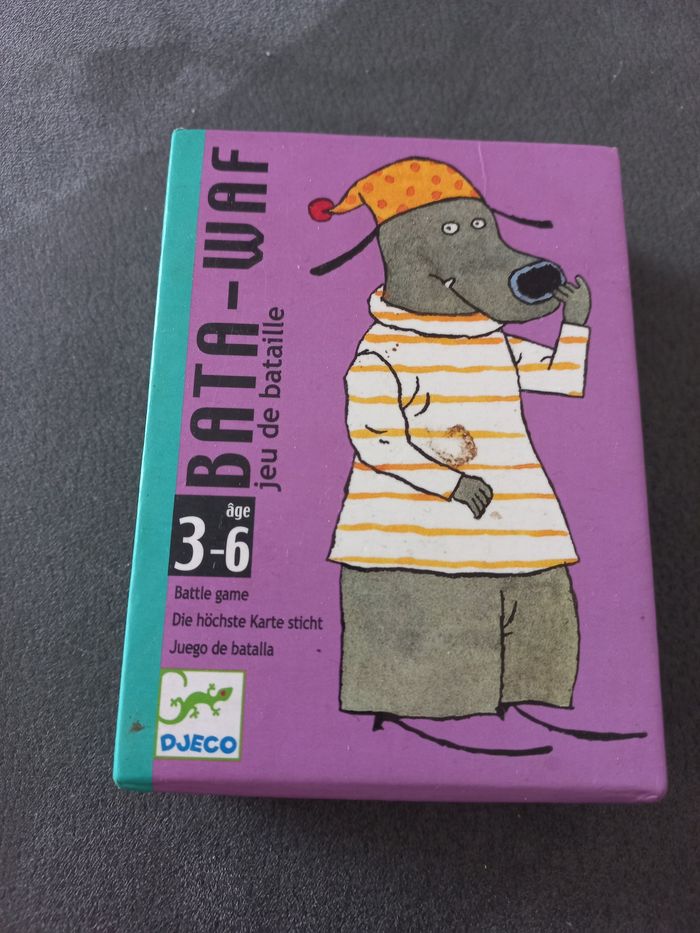 BATA-WAF
jeu de bataille
âge
3-6
Battle game
Die höchste Karte sticht
Juego de batalla
DJECO